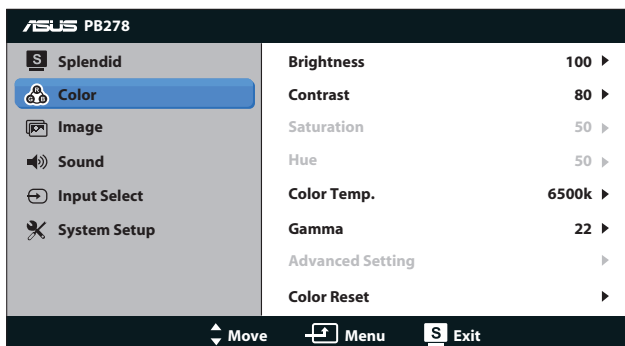 ASUS PB278
S Splendid
Color
Image
Sound
Input Select
System Setup
Brightness 100
Contrast 80
Saturation 50
Hue 50
Color Temp. 6500k
Gamma 22
Advanced Setting
Color Reset
Move Menu S Exit